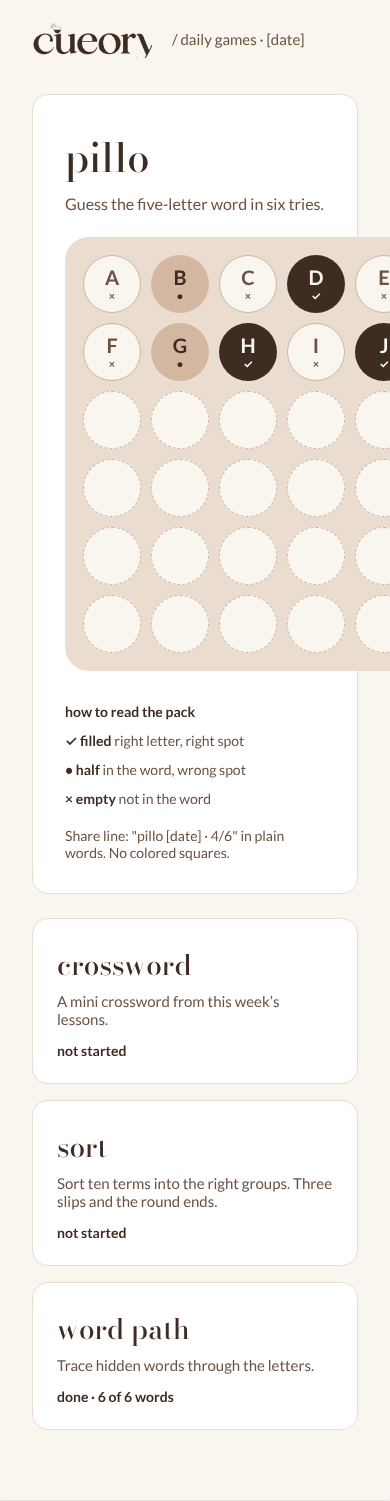 cueory / daily games · [date]
pillo
Guess the five-letter word in six tries.
A B C D E
× • × ✓ ×
F G H I J
× • ✓ × ✓
how to read the pack
✓ filled right letter, right spot
• half in the word, wrong spot
× empty not in the word
Share line: "pillo [date] · 4/6" in plain
words. No colored squares.
crossword
A mini crossword from this week’s
lessons.
not started
sort
Sort ten terms into the right groups. Three
slips and the round ends.
not started
word path
Trace hidden words through the letters.
done · 6 of 6 words